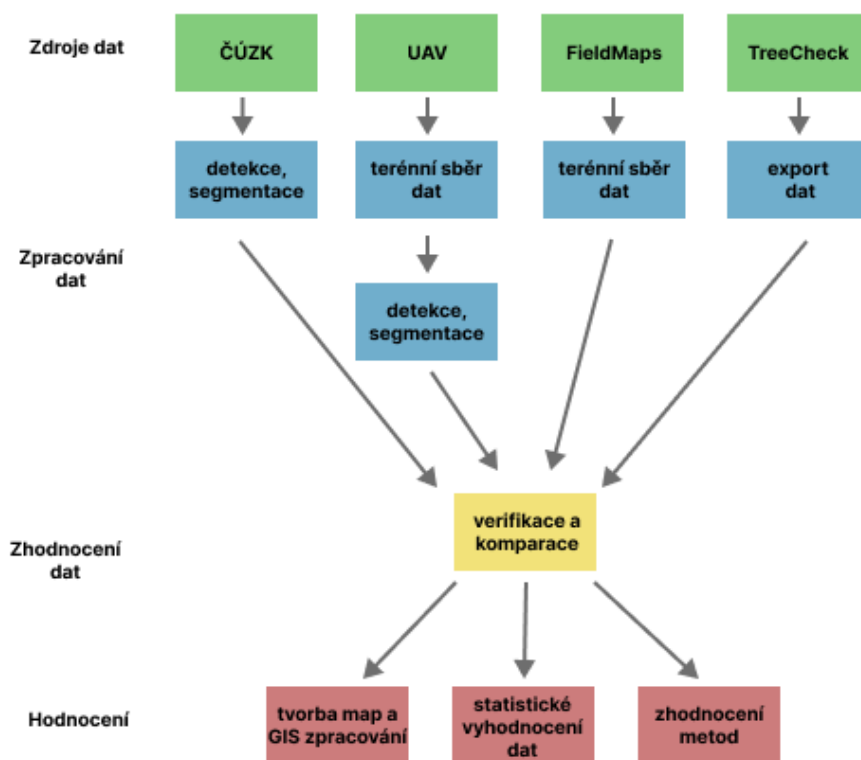 Zdroje dat
ČÚZK
UAV
FieldMaps
TreeCheck
detekce,
segmentace
terénní sběr
dat
terénní sběr
dat
export
dat
Zpracování
dat
detekce,
segmentace
verifikace a
komparace
Zhodnocení
dat
Hodnocení
tvorba map a
GIS zpracování
statistické
vyhodnocení
dat
zhodnocení
metod